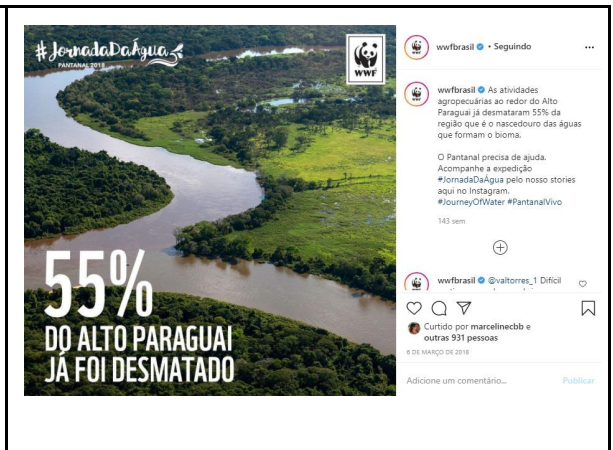 #JornadaDaÁgua
PANTANAL 2018
WWF
55%
DO ALTO PARAGUAI
JÁ FOI DESMATADO
wwfbrasil • Seguindo
wwfbrasil As atividades
agropecuárias ao redor do Alto
Paraguai já desmataram 55% da
região que é o nascedouro das águas
que formam o bioma.
O Pantanal precisa de ajuda.
Acompanhe a expedição
#JornadaDaÁgua pelo nosso stories
aqui no Instagram.
#JourneyOfWater #PantanalVivo
143 sem
wwfbrasil @valtorres_1 Difícil
Curtido por marcelinecbb e
outras 931 pessoas
6 DE MARÇO DE 2018
Adicione um comentário...
Publicar